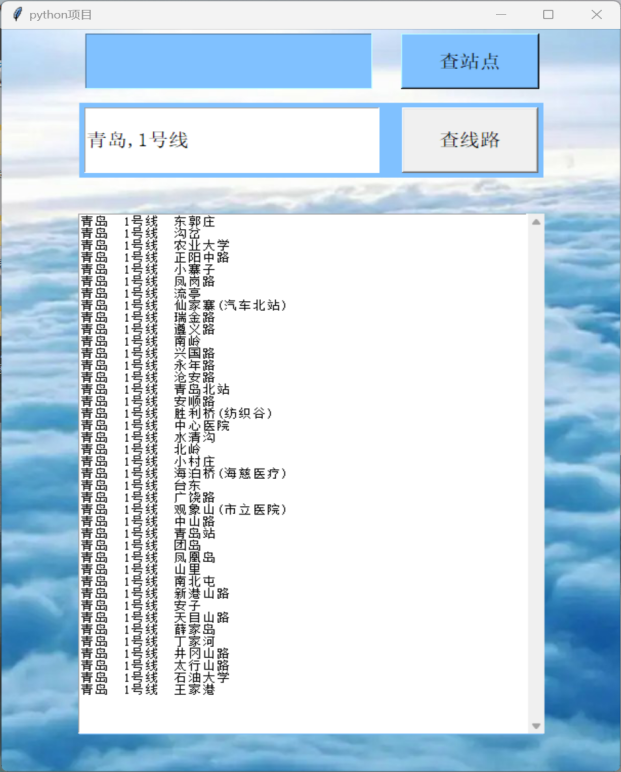 python项目
查站点
青岛,1号线
查线路
青岛 1号线 东郭庄
青岛 1号线 沟岔
青岛 1号线 农业大学
青岛 1号线 正阳中路
青岛 1号线 小寨子
青岛 1号线 凤岗路
青岛 1号线 流亭
青岛 1号线 仙家寨(汽车北站)
青岛 1号线 瑞金路
青岛 1号线 遵义路
青岛 1号线 南岭
青岛 1号线 兴国路
青岛 1号线 永年路
青岛 1号线 沧安路
青岛 1号线 青岛北站
青岛 1号线 安顺路
青岛 1号线 胜利桥(纺织谷)
青岛 1号线 中心医院
青岛 1号线 水清沟
青岛 1号线 北岭
青岛 1号线 小村庄
青岛 1号线 海泊桥(海慈医疗)
青岛 1号线 台东
青岛 1号线 广饶路
青岛 1号线 观象山(市立医院)
青岛 1号线 中山路
青岛 1号线 青岛站
青岛 1号线 团岛
青岛 1号线 凤凰岛
青岛 1号线 山里
青岛 1号线 南北屯
青岛 1号线 新港山路
青岛 1号线 安子
青岛 1号线 天目山路
青岛 1号线 薛家岛
青岛 1号线 丁家河
青岛 1号线 井冈山路
青岛 1号线 太行山路
青岛 1号线 石油大学
青岛 1号线 王家港